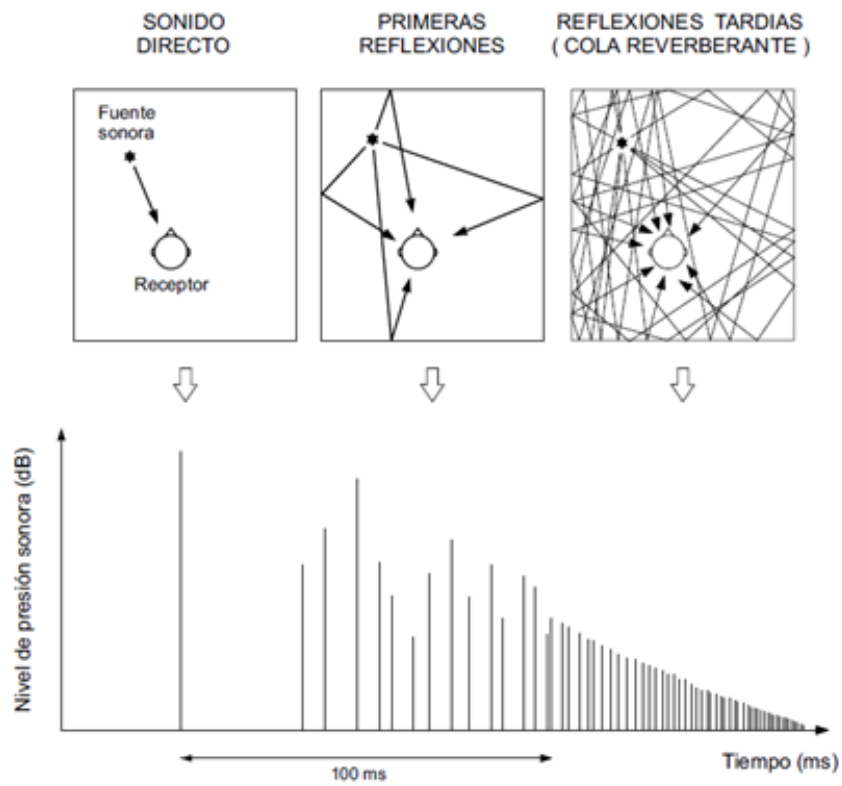 SONIDO
DIRECTO
PRIMERAS
REFLEXIONES
REFLEXIONES TARDIAS
( COLA REVERBERANTE )
Fuente
sonora
Receptor
Nivel de presión sonora (dB)
100 ms
Tiempo (ms)